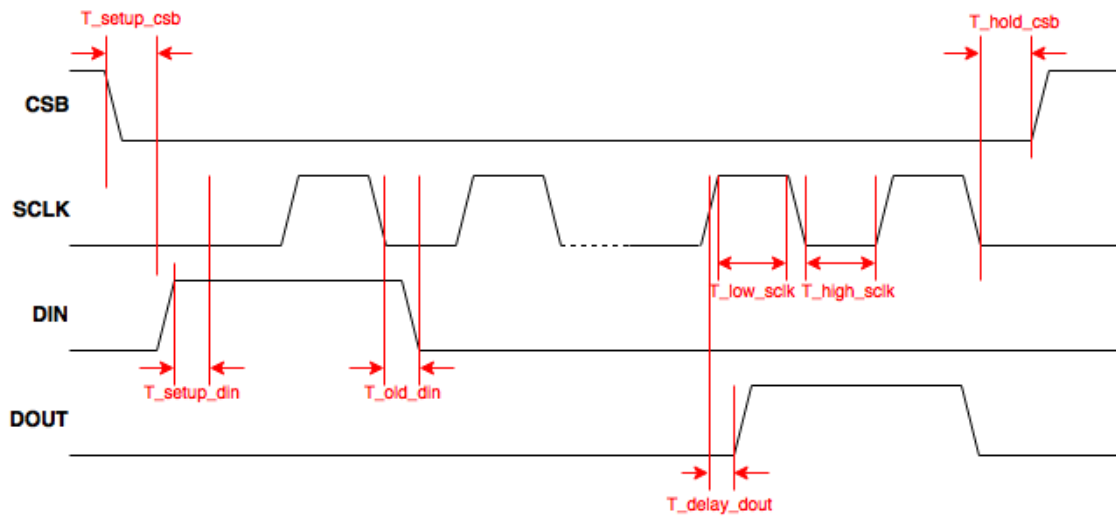 T_setup_csb
T_hold_csb
CSB
SCLK
T_low_sclk
T_high_sclk
DIN
T_setup_din
T_old_din
DOUT
T_delay_dout